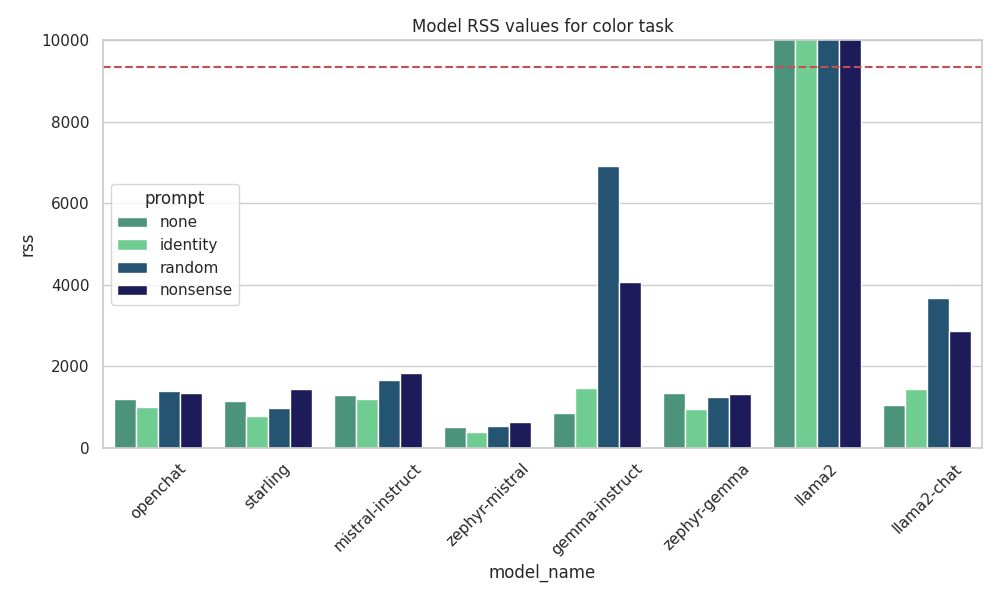 Model RSS values for color task
10000
8000
6000
4000
2000
0
rss
prompt
none
identity
random
nonsense
openchat
starling
mistral-instruct
zephyr-mistral
gemma-instruct
zephyr-gemma
llama2
llama2-chat
model_name